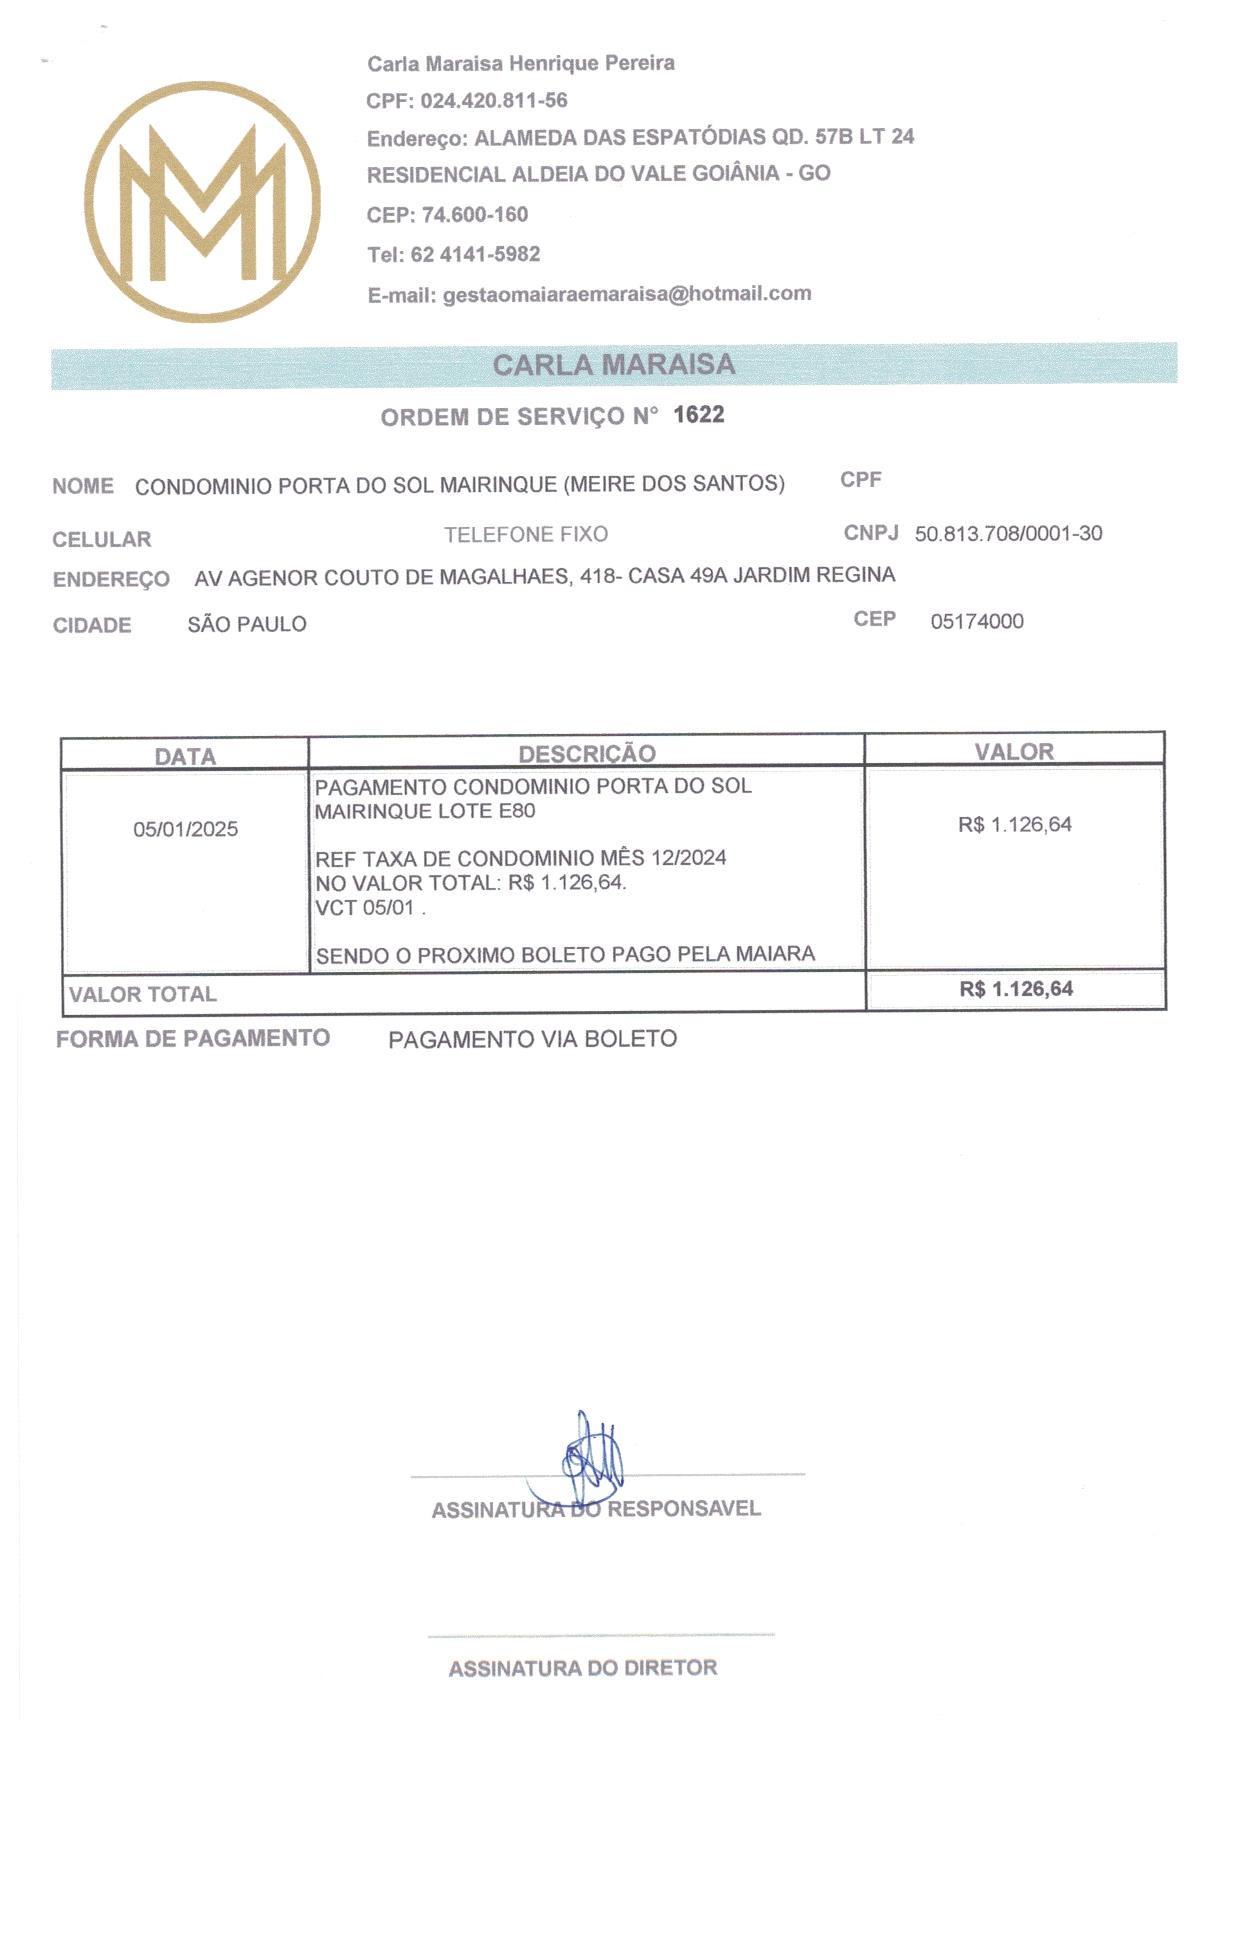 Carla Maraisa Henrique Pereira
CPF: 024.420.811-56
Endereço: ALAMEDA DAS ESPATÓDIAS QD. 57B LT 24
RESIDENCIAL ALDEIA DO VALE GOIÂNIA - GO
CEP: 74.600-160
Tel: 62 4141-5982
E-mail: gestaomaiaraemaraisa@hotmail.com
CARLA MARAISA
ORDEM DE SERVIÇO N° 1622
NOME CONDOMINIO PORTA DO SOL MAIRINQUE (MEIRE DOS SANTOS) CPF
CELULAR TELEFONE FIXO CNPJ 50.813.708/0001-30
ENDEREÇO AV AGENOR COUTO DE MAGALHAES, 418- CASA 49A JARDIM REGINA
CIDADE SÃO PAULO CEP 05174000
DATA DESCRIÇÃO VALOR
PAGAMENTO CONDOMINIO PORTA DO SOL
MAIRINQUE LOTE E80
05/01/2025 R$ 1.126,64
REF TAXA DE CONDOMINIO MÊS 12/2024
NO VALOR TOTAL: R$ 1.126,64.
VCT 05/01 .
SENDO O PROXIMO BOLETO PAGO PELA MAIARA
VALOR TOTAL R$ 1.126,64
FORMA DE PAGAMENTO PAGAMENTO VIA BOLETO
ASSINATURA DO RESPONSAVEL
ASSINATURA DO DIRETOR